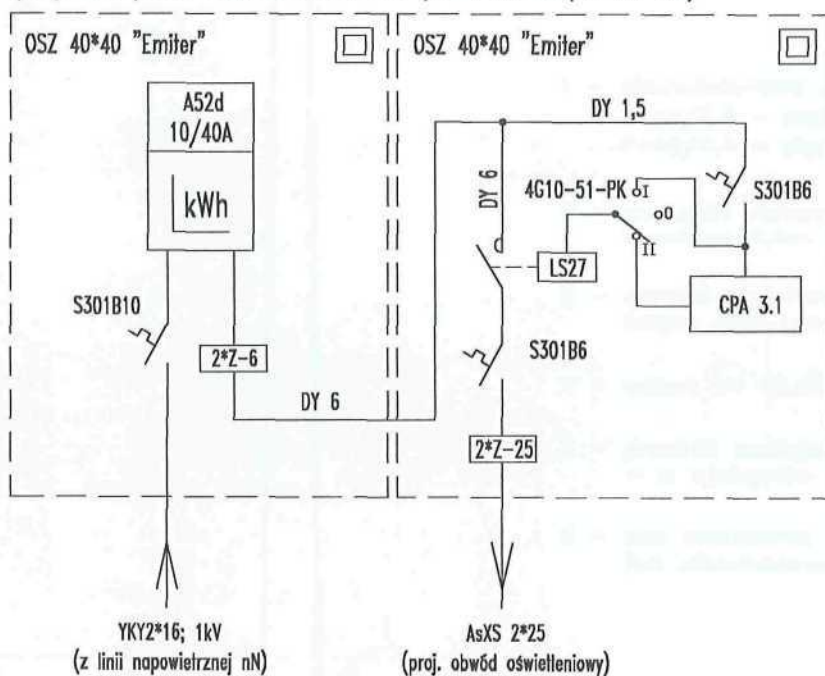 OSZ 40*40 "Emiter"
A52d
10/40A
kWh
S301B10
2*Z-6
DY 6
YKY2*16; 1kV
(z linii napowietrznej nN)
OSZ 40*40 "Emiter"
DY 1,5
DY 6
4G10-51-PK
I
0
II
S301B6
LS27
CPA 3.1
S301B6
2*Z-25
AsXS 2*25
(proj. obwód oświetleniowy)